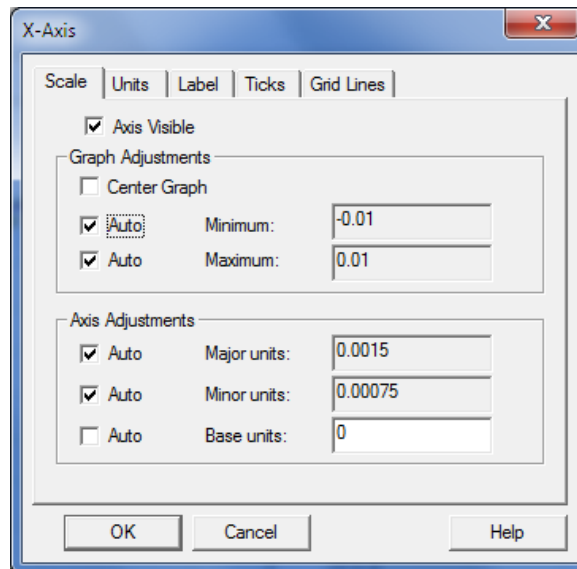 X-Axis
Scale Units Label Ticks Grid Lines
Axis Visible
Graph Adjustments
Center Graph
Auto Minimum: -0.01
Auto Maximum: 0.01
Axis Adjustments
Auto Major units: 0.0015
Auto Minor units: 0.00075
Auto Base units: 0
OK Cancel Help